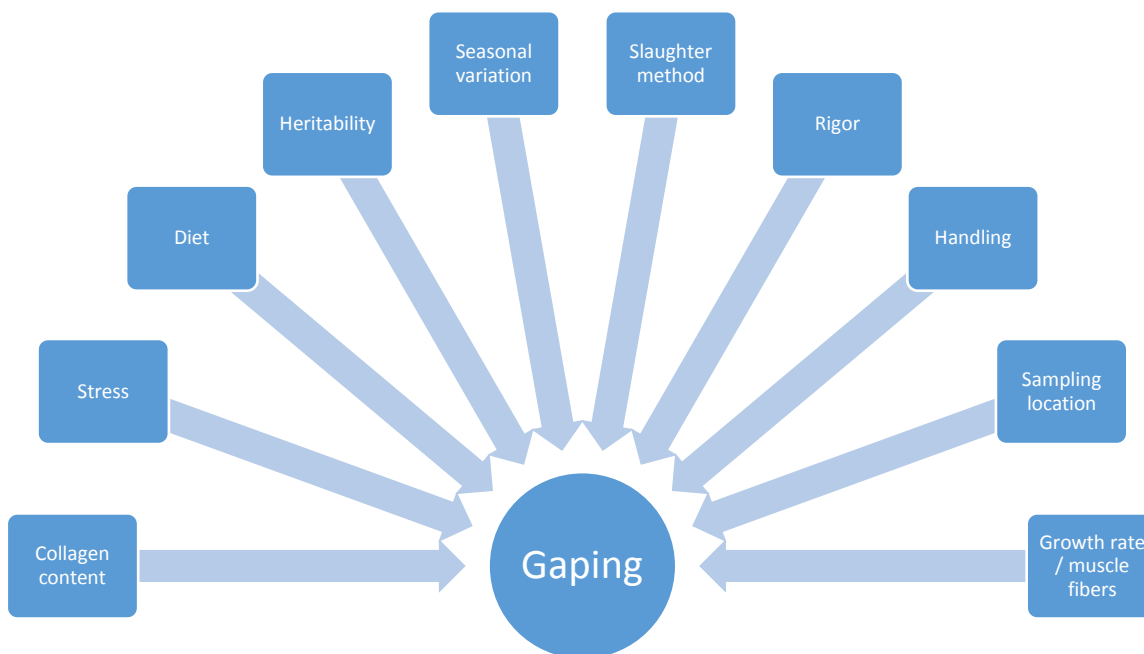 Seasonal
variation
Slaughter
method
Heritability
Rigor
Diet
Handling
Stress
Sampling
location
Collagen
content
Gaping
Growth rate
/ muscle
fibers